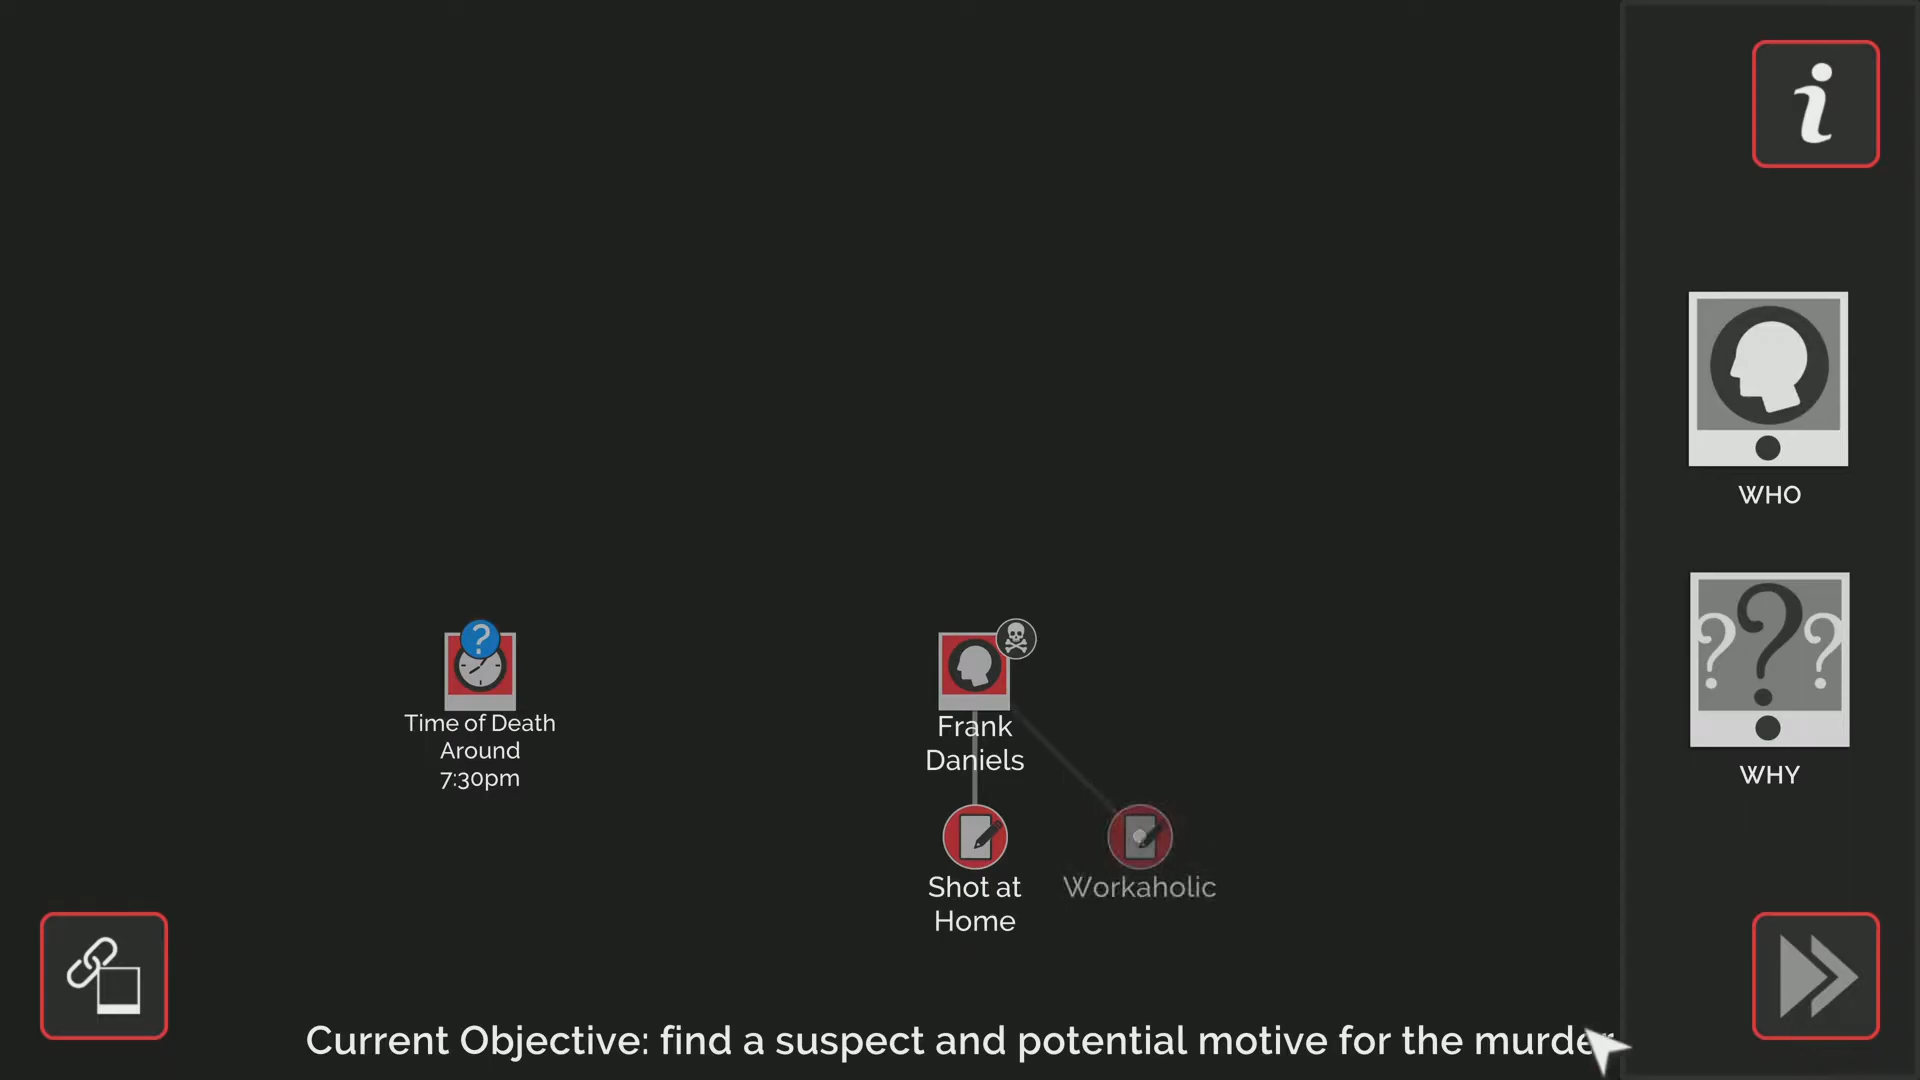 WHO
WHY
Time of Death
Around
7:30pm
Frank
Daniels
Shot at
Home
Workaholic
Current Objective: find a suspect and potential motive for the murder